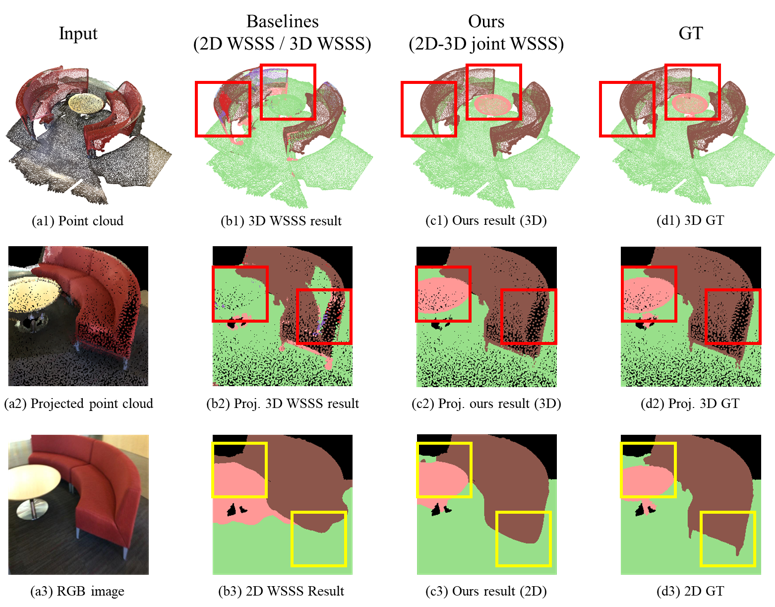 Input
Baselines
(2D WSSS / 3D WSSS)
Ours
(2D-3D joint WSSS)
GT
(a1) Point cloud
(b1) 3D WSSS result
(c1) Ours result (3D)
(d1) 3D GT
(a2) Projected point cloud
(b2) Proj. 3D WSSS result
(c2) Proj. ours result (3D)
(d2) Proj. 3D GT
(a3) RGB image
(b3) 2D WSSS Result
(c3) Ours result (2D)
(d3) 2D GT